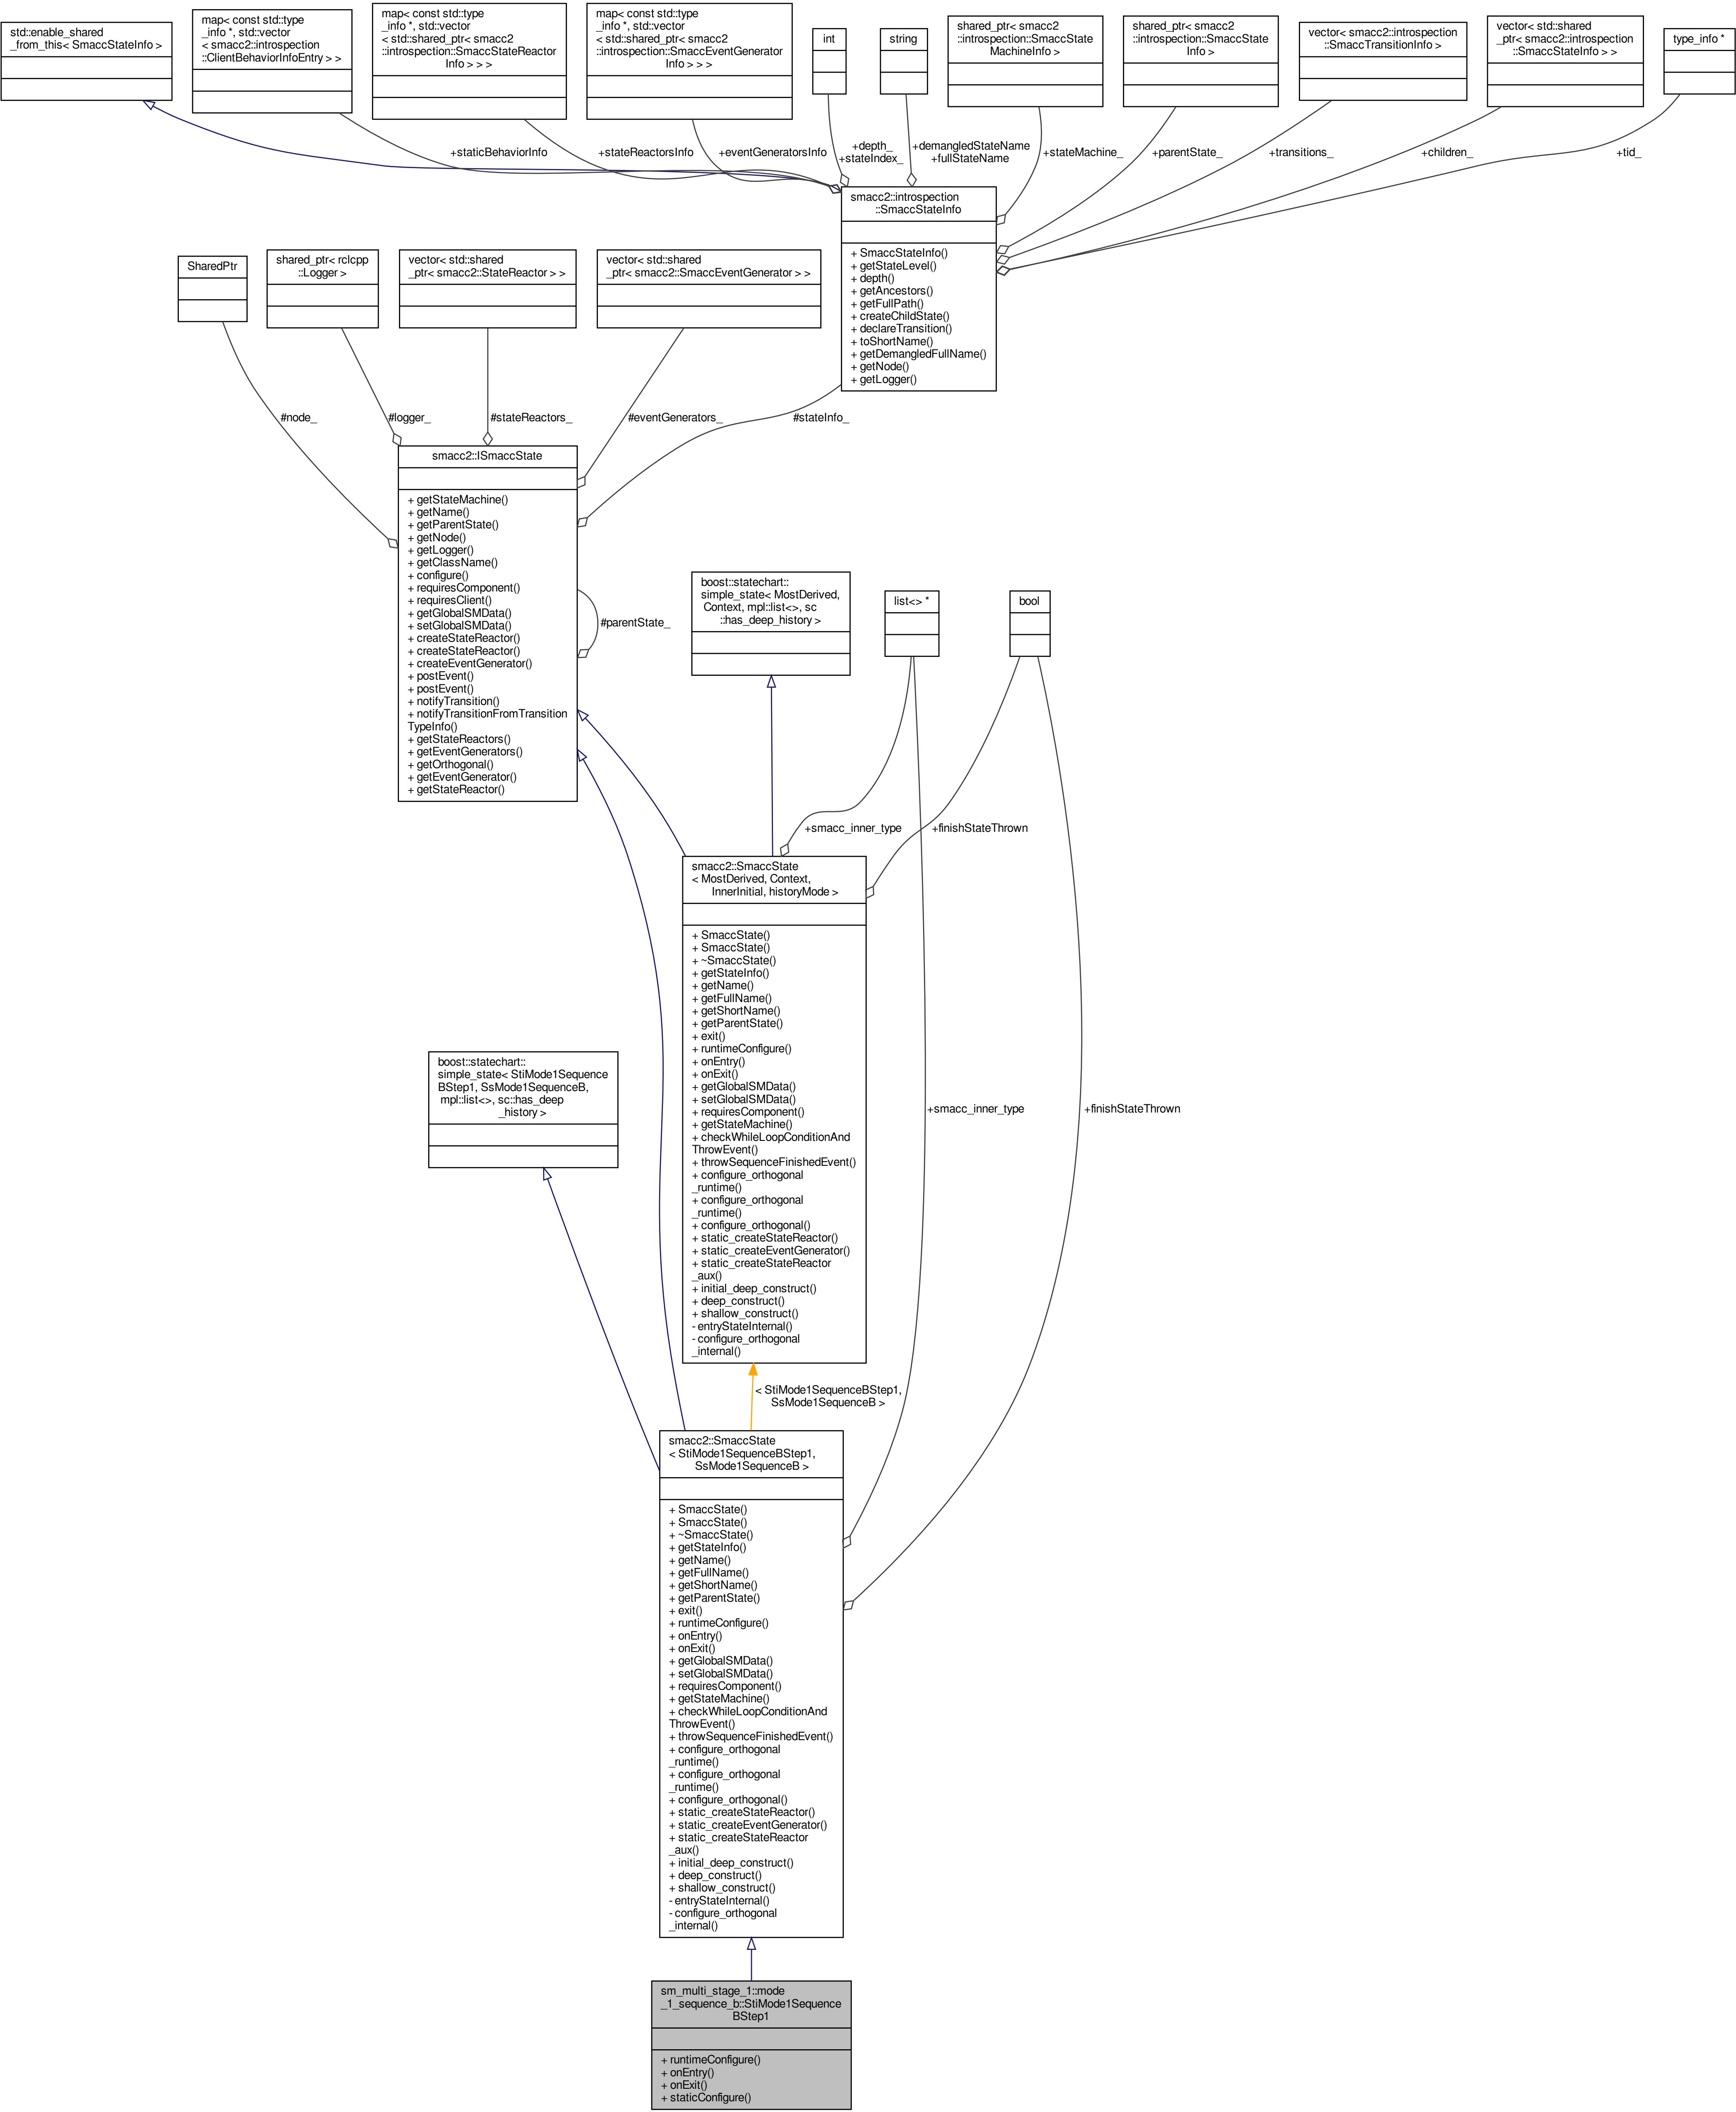 std::enable_shared
_from_this< SmaccStateInfo >
map< const std::type
_info *, std::vector
< smacc2::introspection
::ClientBehaviorInfoEntry > >
map< const std::type
_info *, std::vector
< std::shared_ptr< smacc2
::introspection::SmaccStateReactor
Info > > >
map< const std::type
_info *, std::vector
< std::shared_ptr< smacc2
::introspection::SmaccEventGenerator
Info > > >
int
string
shared_ptr< smacc2
::introspection::SmaccState
MachineInfo >
shared_ptr< smacc2
::introspection::SmaccState
Info >
vector< smacc2::introspection
::SmaccTransitionInfo >
vector< std::shared
_ptr< smacc2::introspection
::SmaccStateInfo > >
type_info *
+staticBehaviorInfo
+stateReactorsInfo
+eventGeneratorsInfo
+depth_
+stateIndex_
+demangledStateName
+fullStateName
+stateMachine_
+parentState_
+transitions_
+children_
+tid_
smacc2::introspection
::SmaccStateInfo
+ SmaccStateInfo()
+ getStateLevel()
+ depth()
+ getAncestors()
+ getFullPath()
+ createChildState()
+ declareTransition()
+ toShortName()
+ getDemangledFullName()
+ getNode()
+ getLogger()
SharedPtr
shared_ptr< rclcpp
::Logger >
vector< std::shared
_ptr< smacc2::StateReactor > >
vector< std::shared
_ptr< smacc2::SmaccEventGenerator > >
#node_
#logger_
#stateReactors_
#eventGenerators_
#stateInfo_
smacc2::ISmaccState
+ getStateMachine()
+ getName()
+ getParentState()
+ getNode()
+ getLogger()
+ getClassName()
+ configure()
+ requiresComponent()
+ requiresClient()
+ getGlobalSMData()
+ setGlobalSMData()
+ createStateReactor()
+ createStateReactor()
+ createEventGenerator()
+ postEvent()
+ postEvent()
+ notifyTransition()
+ notifyTransitionFromTransition
TypeInfo()
+ getStateReactors()
+ getEventGenerators()
+ getOrthogonal()
+ getEventGenerator()
+ getStateReactor()
#parentState_
boost::statechart::
simple_state< MostDerived,
Context, mpl::list<>, sc
::has_deep_history >
list<> *
bool
+smacc_inner_type
+finishStateThrown
smacc2::SmaccState
< MostDerived, Context,
InnerInitial, historyMode >
+ SmaccState()
+ SmaccState()
+ ~SmaccState()
+ getStateInfo()
+ getName()
+ getFullName()
+ getShortName()
+ getParentState()
+ exit()
+ runtimeConfigure()
+ onEntry()
+ onExit()
+ getGlobalSMData()
+ setGlobalSMData()
+ requiresComponent()
+ getStateMachine()
+ checkWhileLoopConditionAnd
ThrowEvent()
+ throwSequenceFinishedEvent()
+ configure_orthogonal
_runtime()
+ configure_orthogonal
_runtime()
+ configure_orthogonal()
+ static_createStateReactor()
+ static_createEventGenerator()
+ static_createStateReactor
_aux()
+ initial_deep_construct()
+ deep_construct()
+ shallow_construct()
- entryStateInternal()
- configure_orthogonal
_internal()
boost::statechart::
simple_state< StiMode1Sequence
BStep1, SsMode1SequenceB,
mpl::list<>, sc::has_deep
_history >
+smacc_inner_type
+finishStateThrown
< StiMode1SequenceBStep1,
SsMode1SequenceB >
smacc2::SmaccState
< StiMode1SequenceBStep1,
SsMode1SequenceB >
+ SmaccState()
+ SmaccState()
+ ~SmaccState()
+ getStateInfo()
+ getName()
+ getFullName()
+ getShortName()
+ getParentState()
+ exit()
+ runtimeConfigure()
+ onEntry()
+ onExit()
+ getGlobalSMData()
+ setGlobalSMData()
+ requiresComponent()
+ getStateMachine()
+ checkWhileLoopConditionAnd
ThrowEvent()
+ throwSequenceFinishedEvent()
+ configure_orthogonal
_runtime()
+ configure_orthogonal
_runtime()
+ configure_orthogonal()
+ static_createStateReactor()
+ static_createEventGenerator()
+ static_createStateReactor
_aux()
+ initial_deep_construct()
+ deep_construct()
+ shallow_construct()
- entryStateInternal()
- configure_orthogonal
_internal()
sm_multi_stage_1::mode
_1_sequence_b::StiMode1Sequence
BStep1
+ runtimeConfigure()
+ onEntry()
+ onExit()
+ staticConfigure()